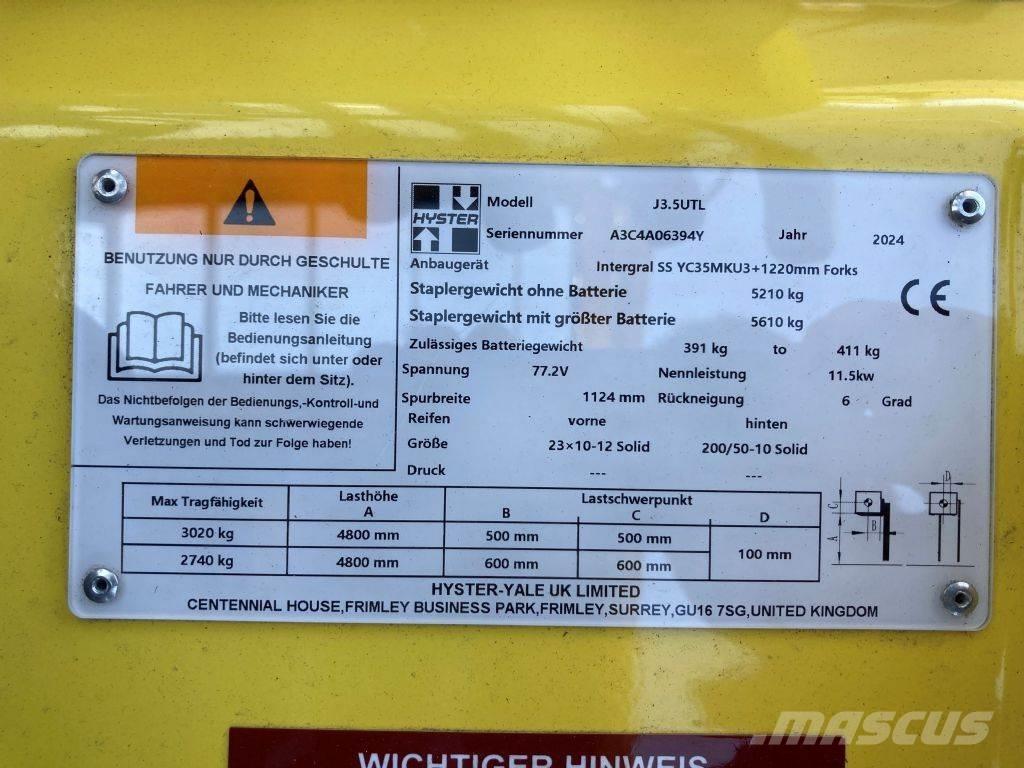 BENUTZUNG NUR DURCH GESCHULTE
FAHRER UND MECHANIKER
Bitte lesen Sie die
Bedienungsanleitung
(befindet sich unter oder
hinter dem Sitz).
Das Nichtbefolgen der Bedienungs,-Kontroll-und
Wartungsanweisung kann schwerwiegende
Verletzungen und Tod zur Folge haben!
HYSTER
Modell J3.5UTL
Seriennummer A3C4A06394Y Jahr 2024
Anbaugerät Intergral SS YC35MKU3+1220mm Forks
Staplergewicht ohne Batterie 5210 kg
Staplergewicht mit größter Batterie 5610 kg
Zulässiges Batteriegewicht 391 kg to 411 kg
Spannung 77.2V Nennleistung 11.5kw
Spurbreite 1124 mm Rückneigung 6 Grad
Reifen vorne hinten
Größe 23×10-12 Solid 200/50-10 Solid
Druck --- ---
CE
Max Tragfähigkeit Lasthöhe A Lastschwerpunkt B C D
3020 kg 4800 mm 500 mm 500 mm 100 mm
2740 kg 4800 mm 600 mm 600 mm
A B C D
HYSTER-YALE UK LIMITED
CENTENNIAL HOUSE,FRIMLEY BUSINESS PARK,FRIMLEY,SURREY,GU16 7SG,UNITED KINGDOM
WICHTIGER HINWEIS
MASCUS